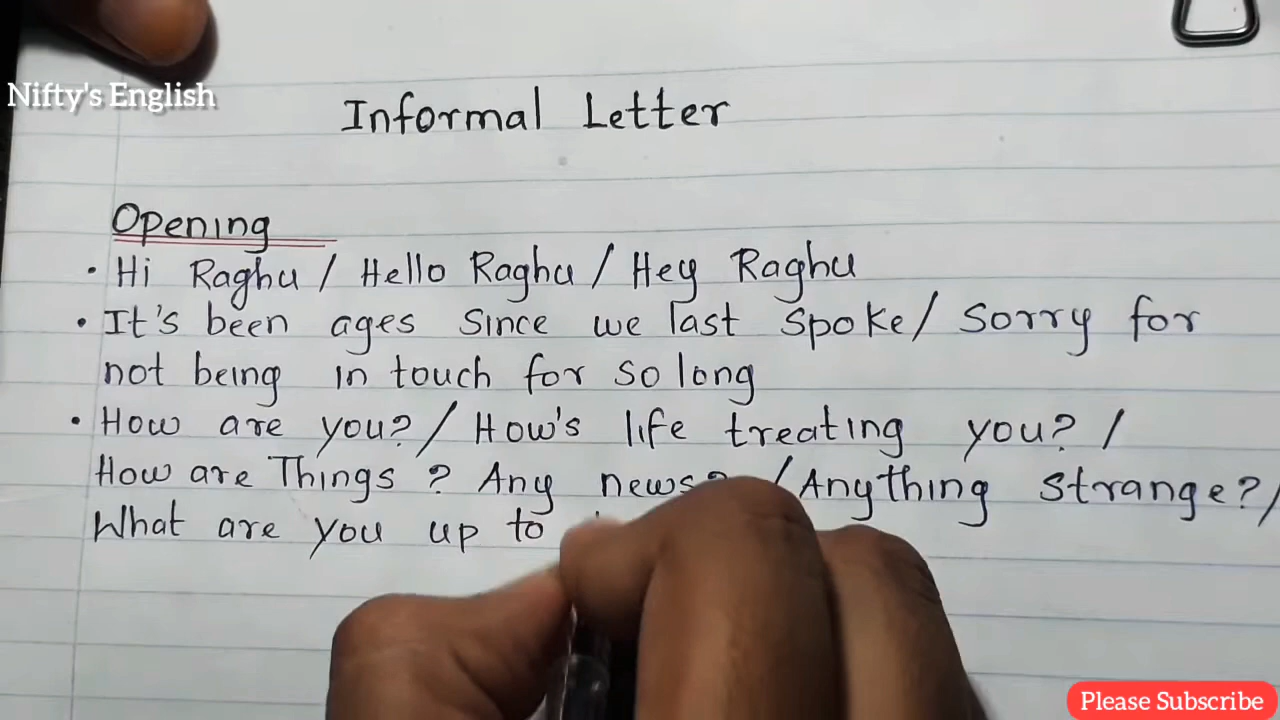 Nifty's English
Informal Letter
Opening
• Hi Raghu / Hello Raghu / Hey Raghu
• It's been ages since we last spoke / Sorry for
not being in touch for so long
• How are you? / How's life treating you? /
How are Things ? Any news? / Anything strange? /
What are you up to
Please Subscribe